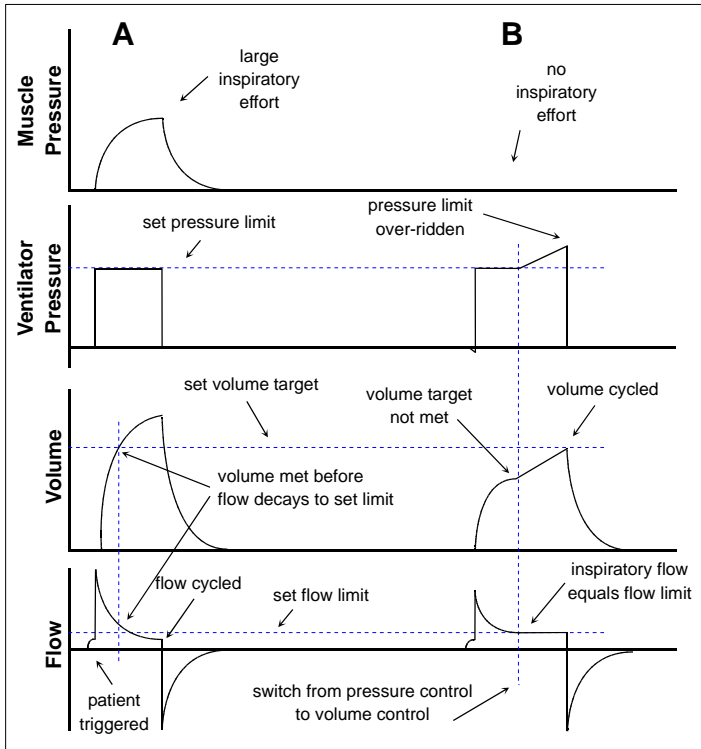 A
B
Muscle
Pressure
large
inspiratory
effort
no
inspiratory
effort
Ventilator
Pressure
set pressure limit
pressure limit
over-ridden
Volume
set volume target
volume target
not met
volume cycled
volume met before
flow decays to set limit
Flow
flow cycled
set flow limit
inspiratory flow
equals flow limit
patient
triggered
switch from pressure control
to volume control